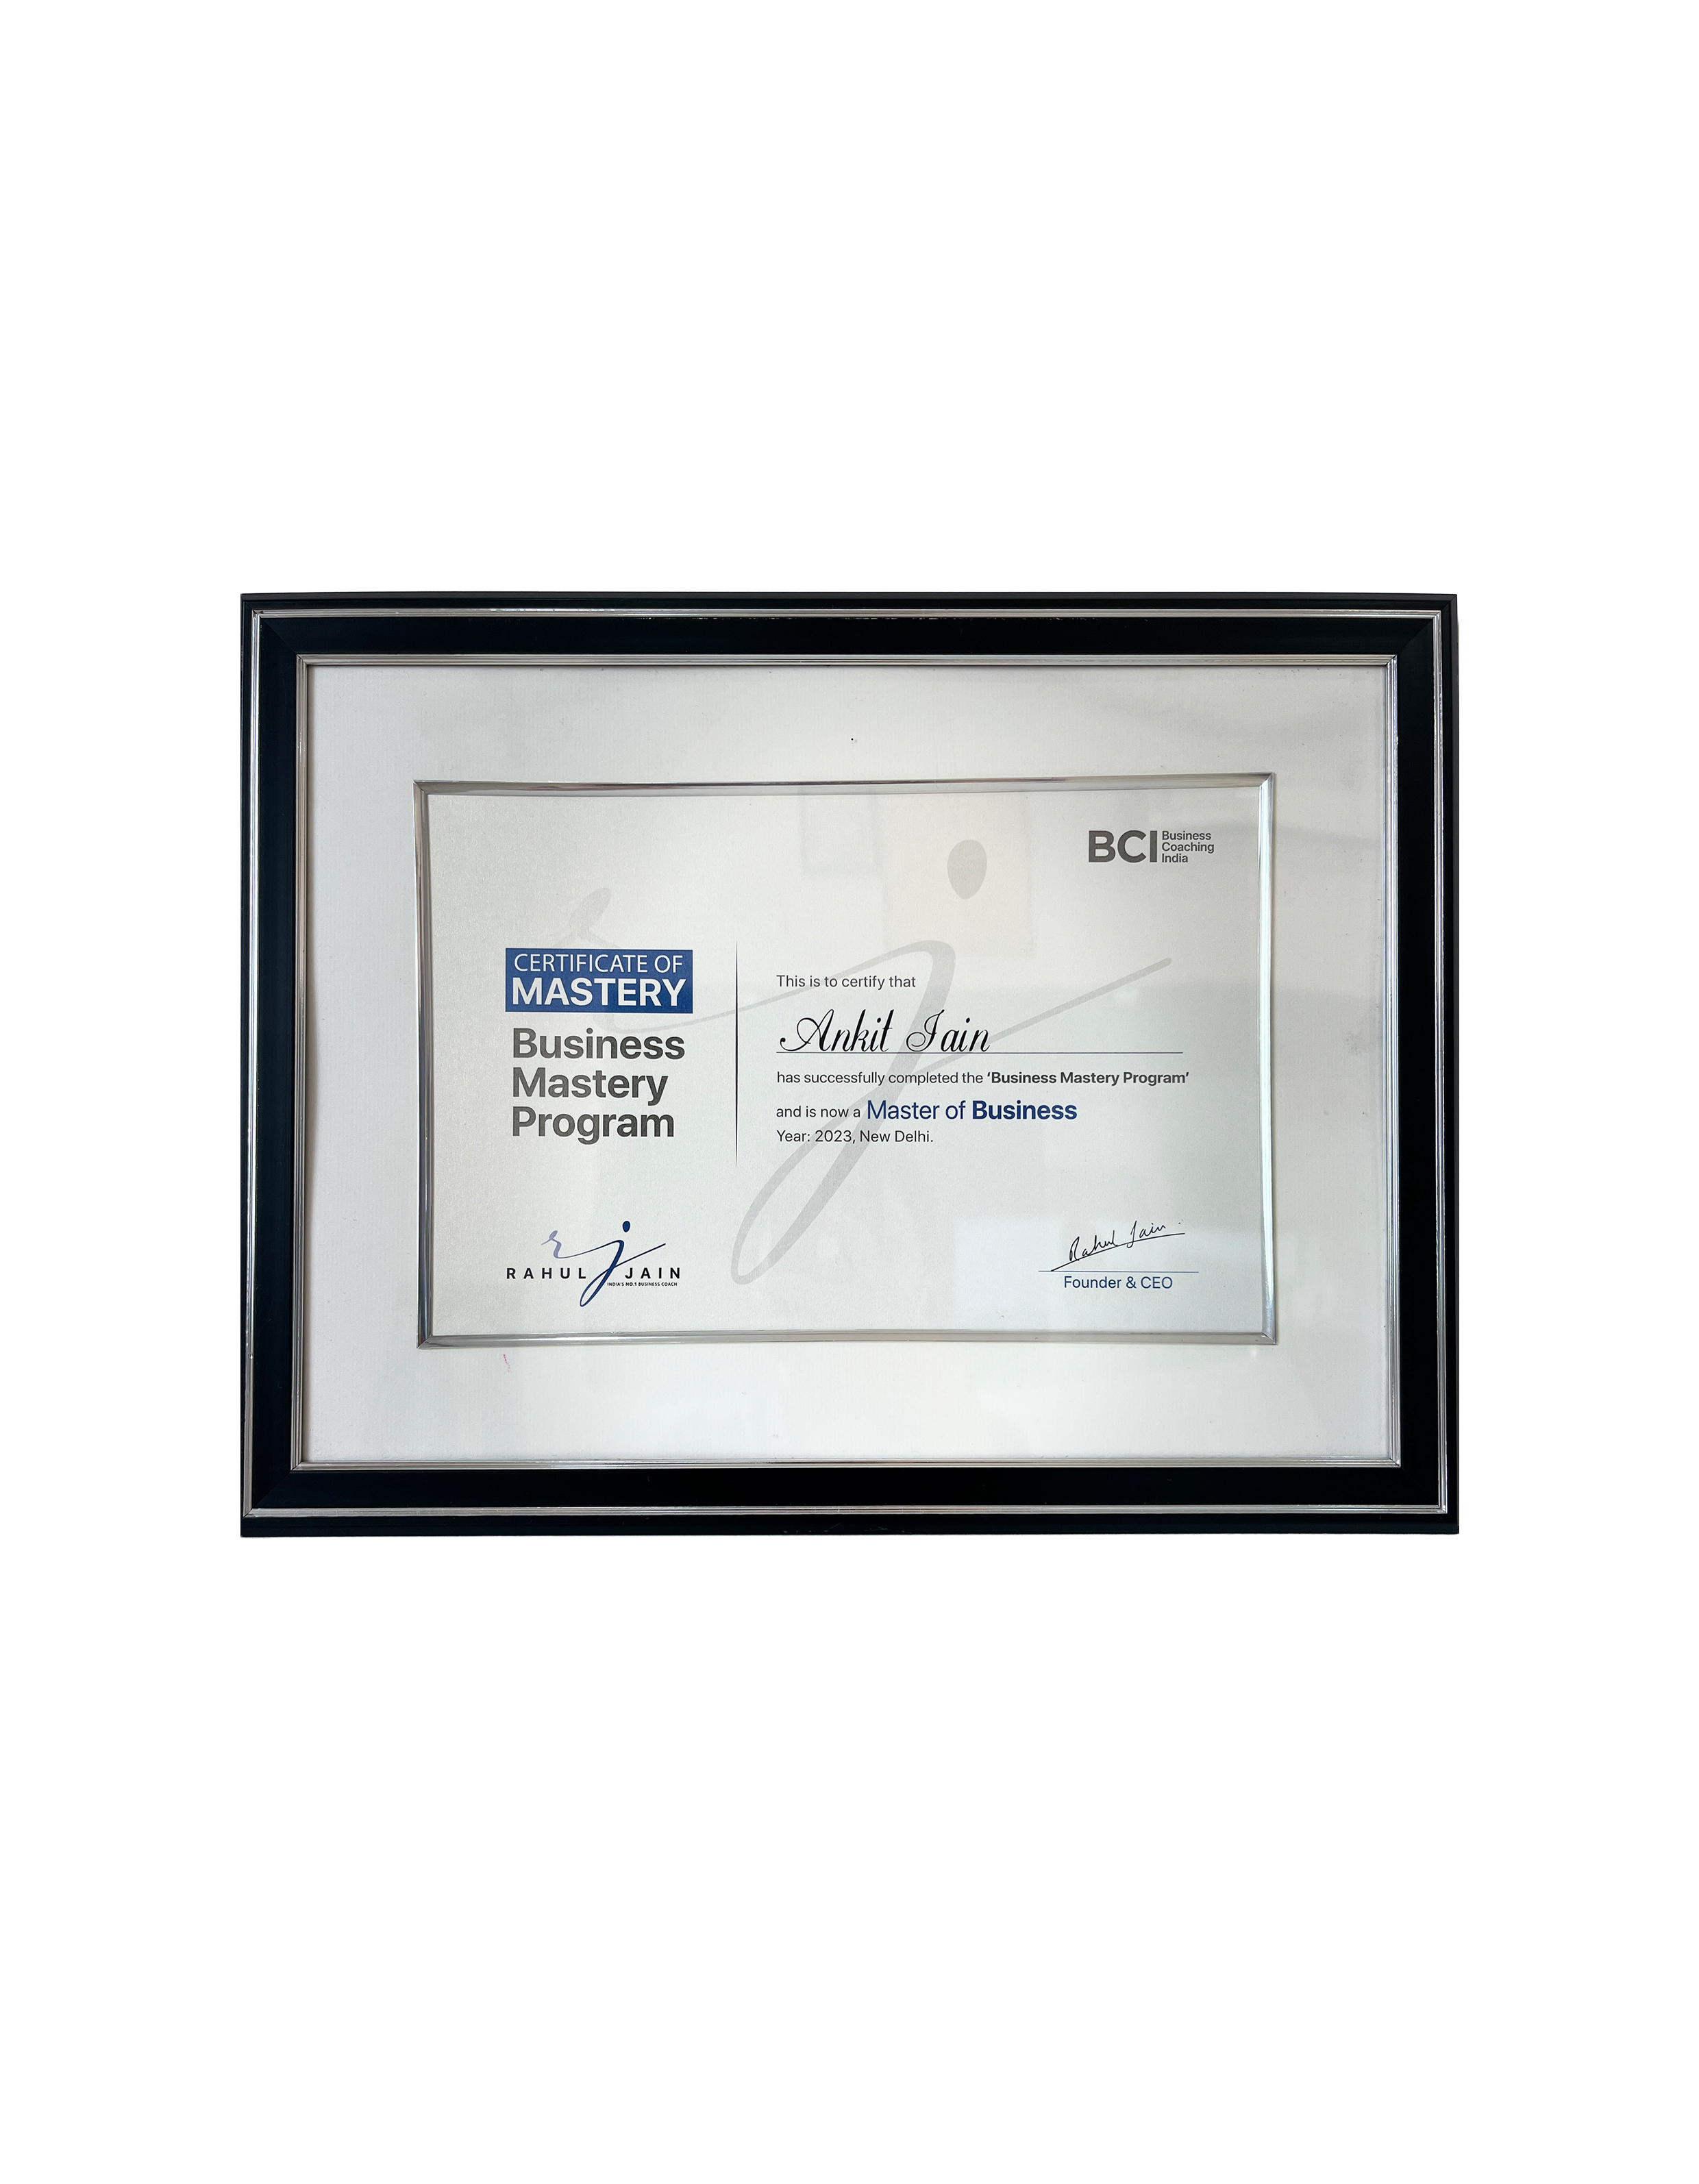 BCI
Business
Coaching
India
CERTIFICATE OF
MASTERY
Business
Mastery
Program
This is to certify that
Ankit Jain
has successfully completed the ‘Business Mastery Program’
and is now a Master of Business
Year: 2023, New Delhi.
rj
RAHUL JAIN
INDIA'S NO.1 BUSINESS COACH
Rahul Jain
Founder & CEO